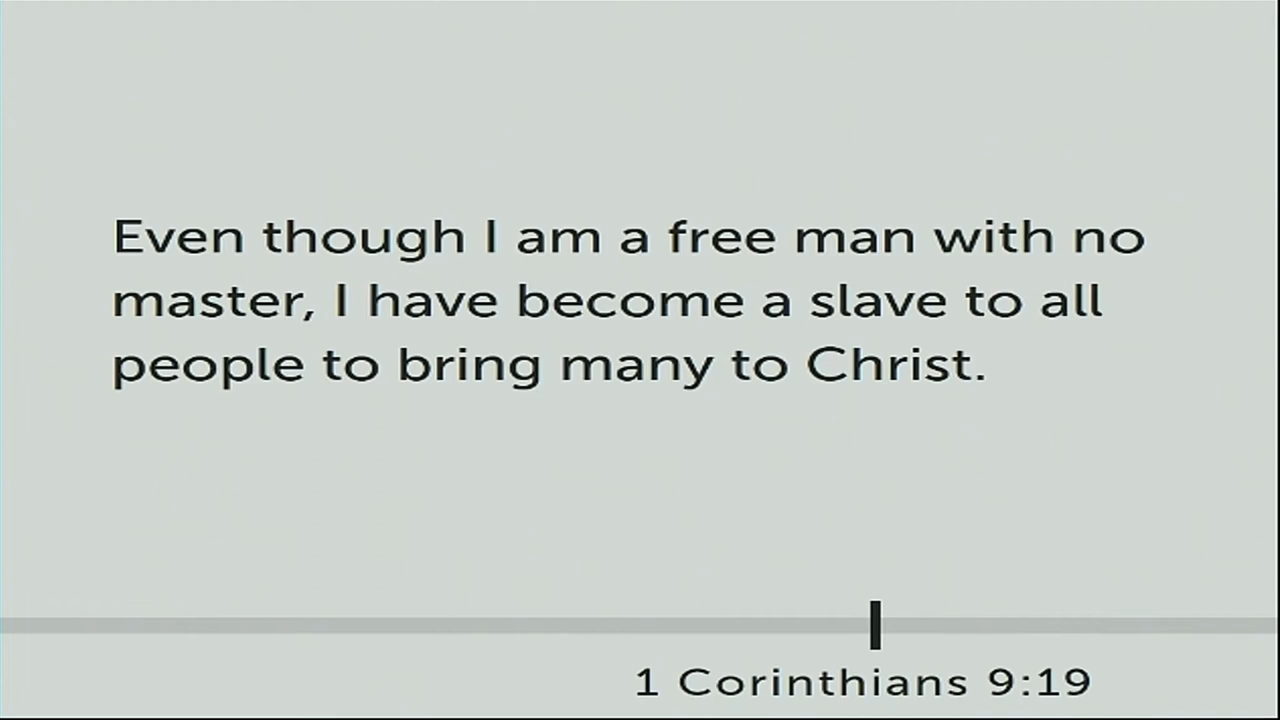 Even though I am a free man with no
master, I have become a slave to all
people to bring many to Christ.
1 Corinthians 9:19